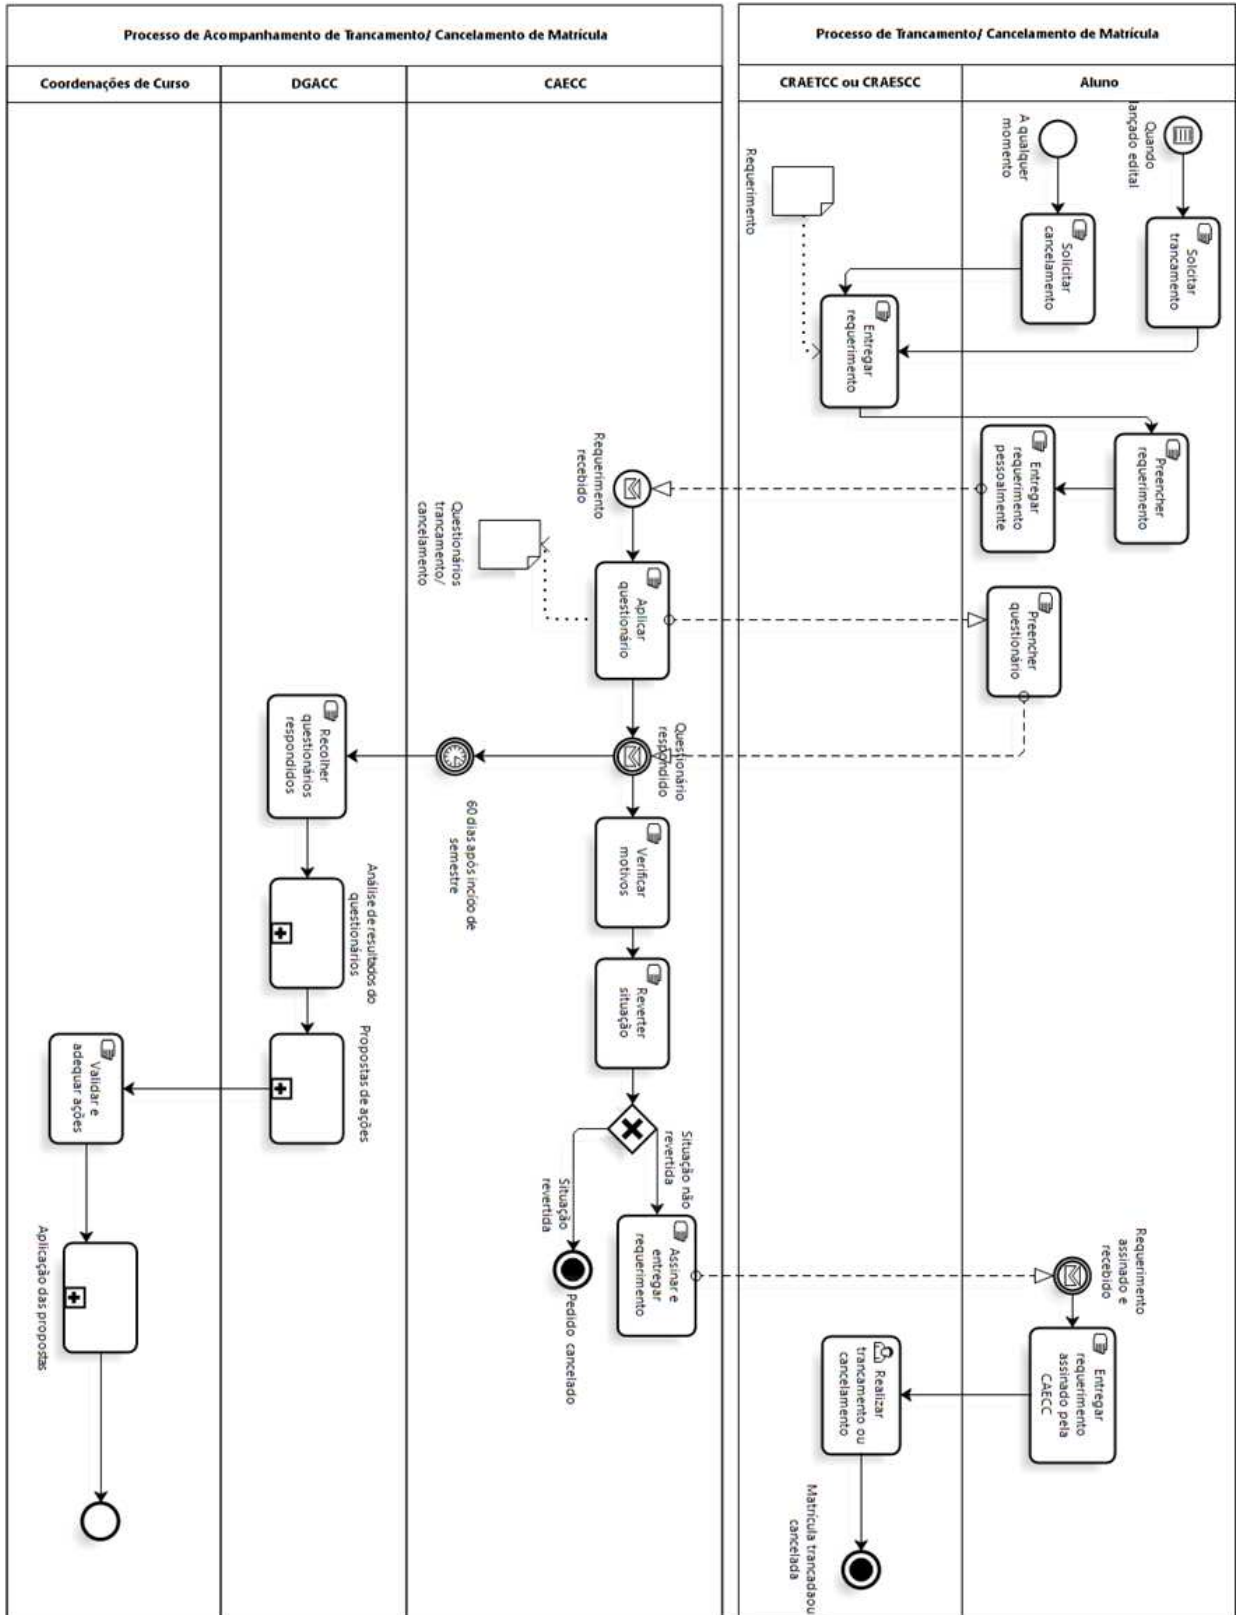 Processo de Acompanhamento de Trancamento/ Cancelamento de Matrícula
Coordenações de Curso
DGACC
CAECC
Processo de Trancamento/ Cancelamento de Matrícula
CRAETCC ou CRAESCC
Aluno
Quando
lançado edital
A qualquer
momento
Solcitar
trancamento
Solicitar
cancelamento
Requerimento
Entregar
requerimento
Preencher
requerimento
Entregar
requerimento
pessoalmente
Requerimento
recebido
Questionários
trancamento/
cancelamento
Aplicar
questionário
Preencher
questionário
Questionário
respondido
60 dias após incído de
semestre
Recolher
questionários
respondidos
Verificar
motivos
Análise de resultados do
questionários
Reverter
situação
Propostas de ações
Validar e
adequar ações
Situação não
revertida
Situação
revertida
Assinar e
entregar
requerimento
Pedido cancelado
Requerimento
assinado e
recebido
Entregar
requerimento
assinado pela
CAECC
Realizar
trancamento ou
cancelamento
Matrícula trancadaou
cancelada
Aplicação das propostas